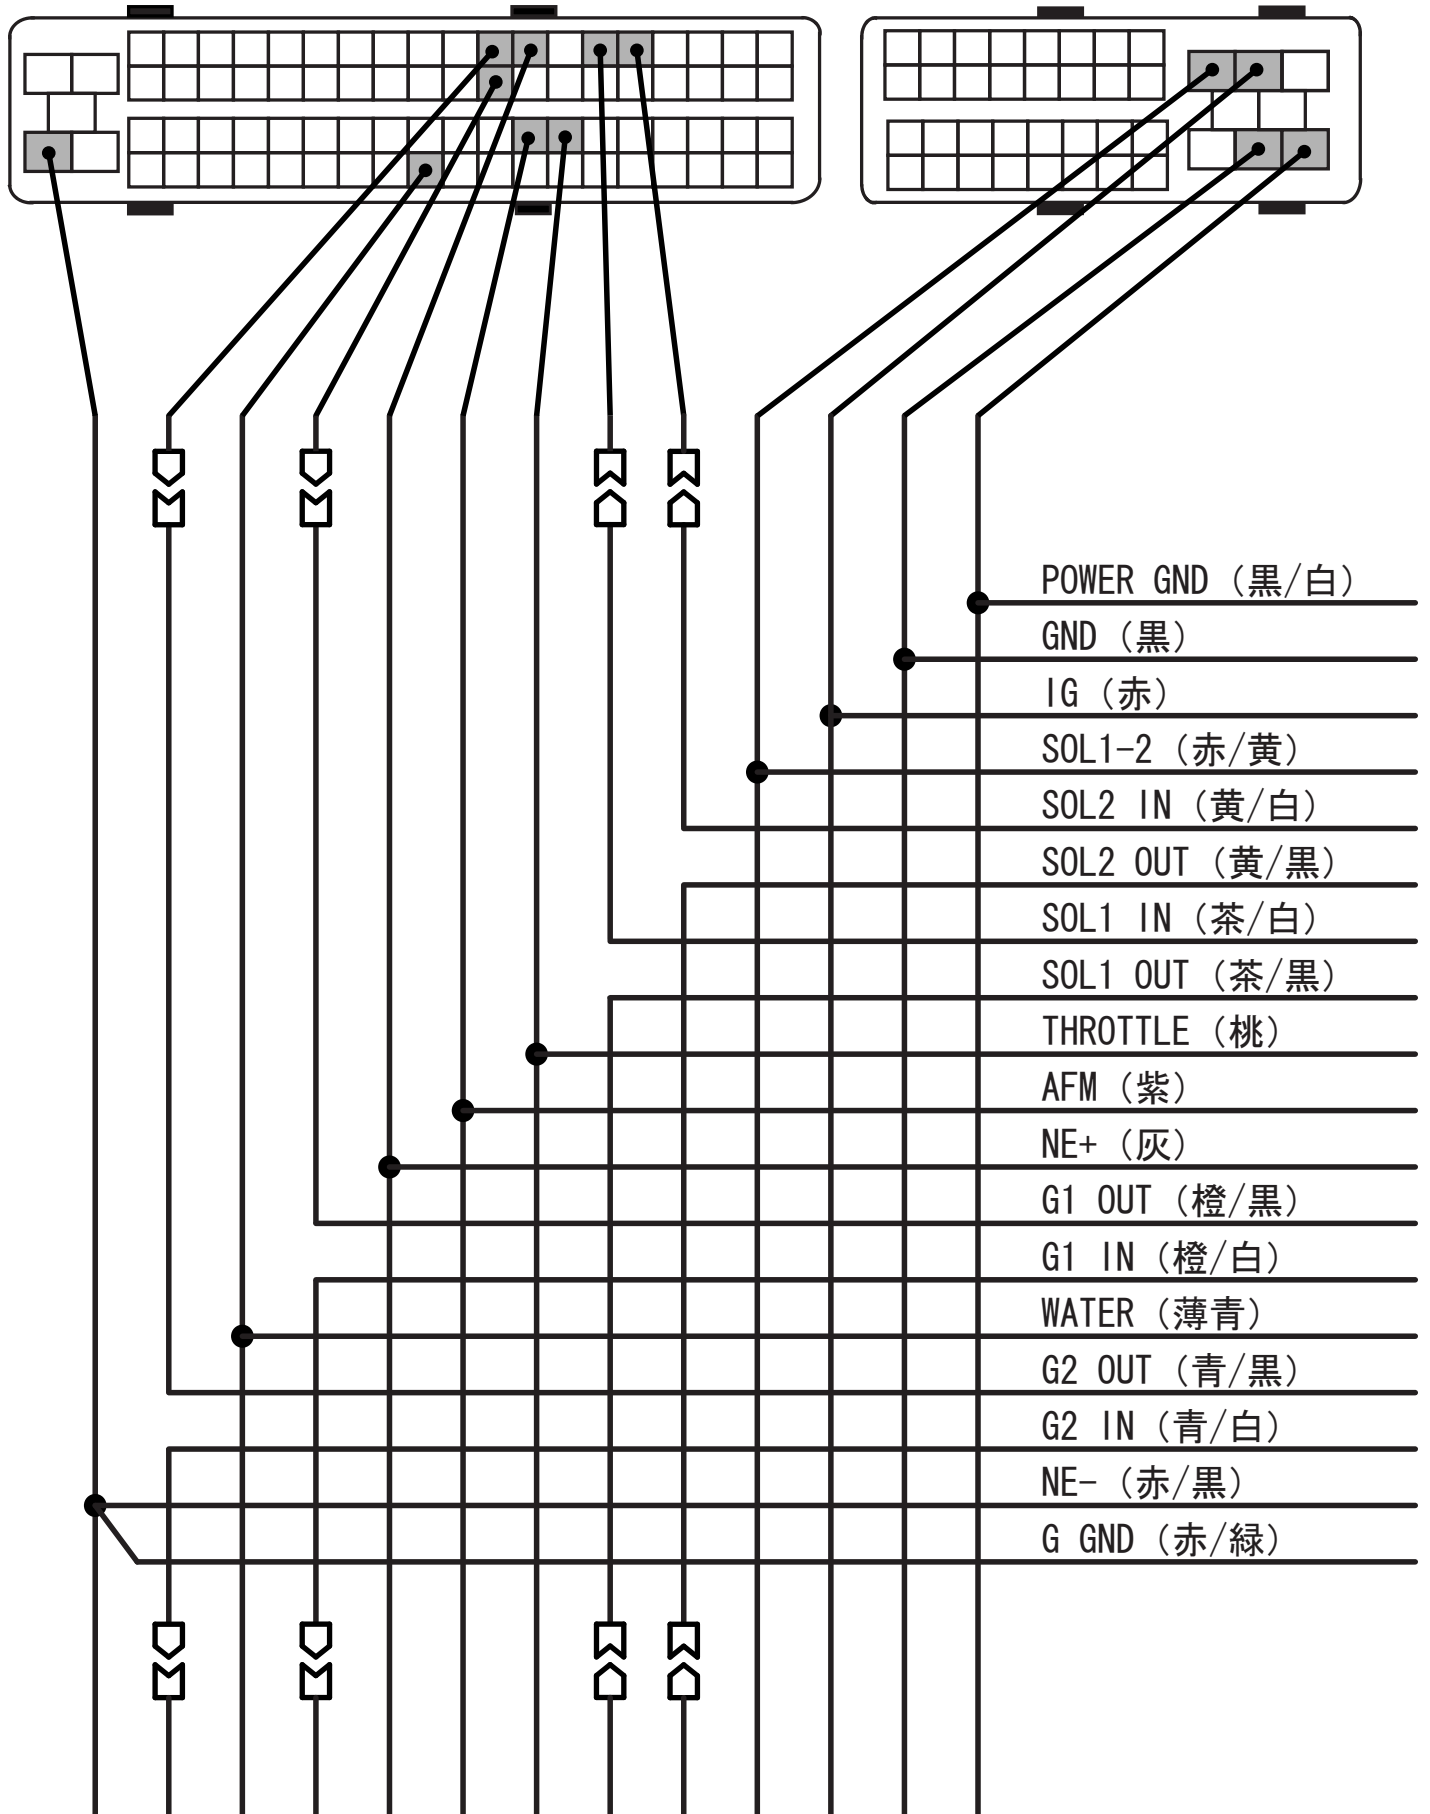 POWER GND (黒/白)
GND (黒)
IG (赤)
SOL1-2 (赤/黄)
SOL2 IN (黄/白)
SOL2 OUT (黄/黒)
SOL1 IN (茶/白)
SOL1 OUT (茶/黒)
THROTTLE (桃)
AFM (紫)
NE+ (灰)
G1 OUT (橙/黒)
G1 IN (橙/白)
WATER (薄青)
G2 OUT (青/黒)
G2 IN (青/白)
NE- (赤/黒)
G GND (赤/緑)